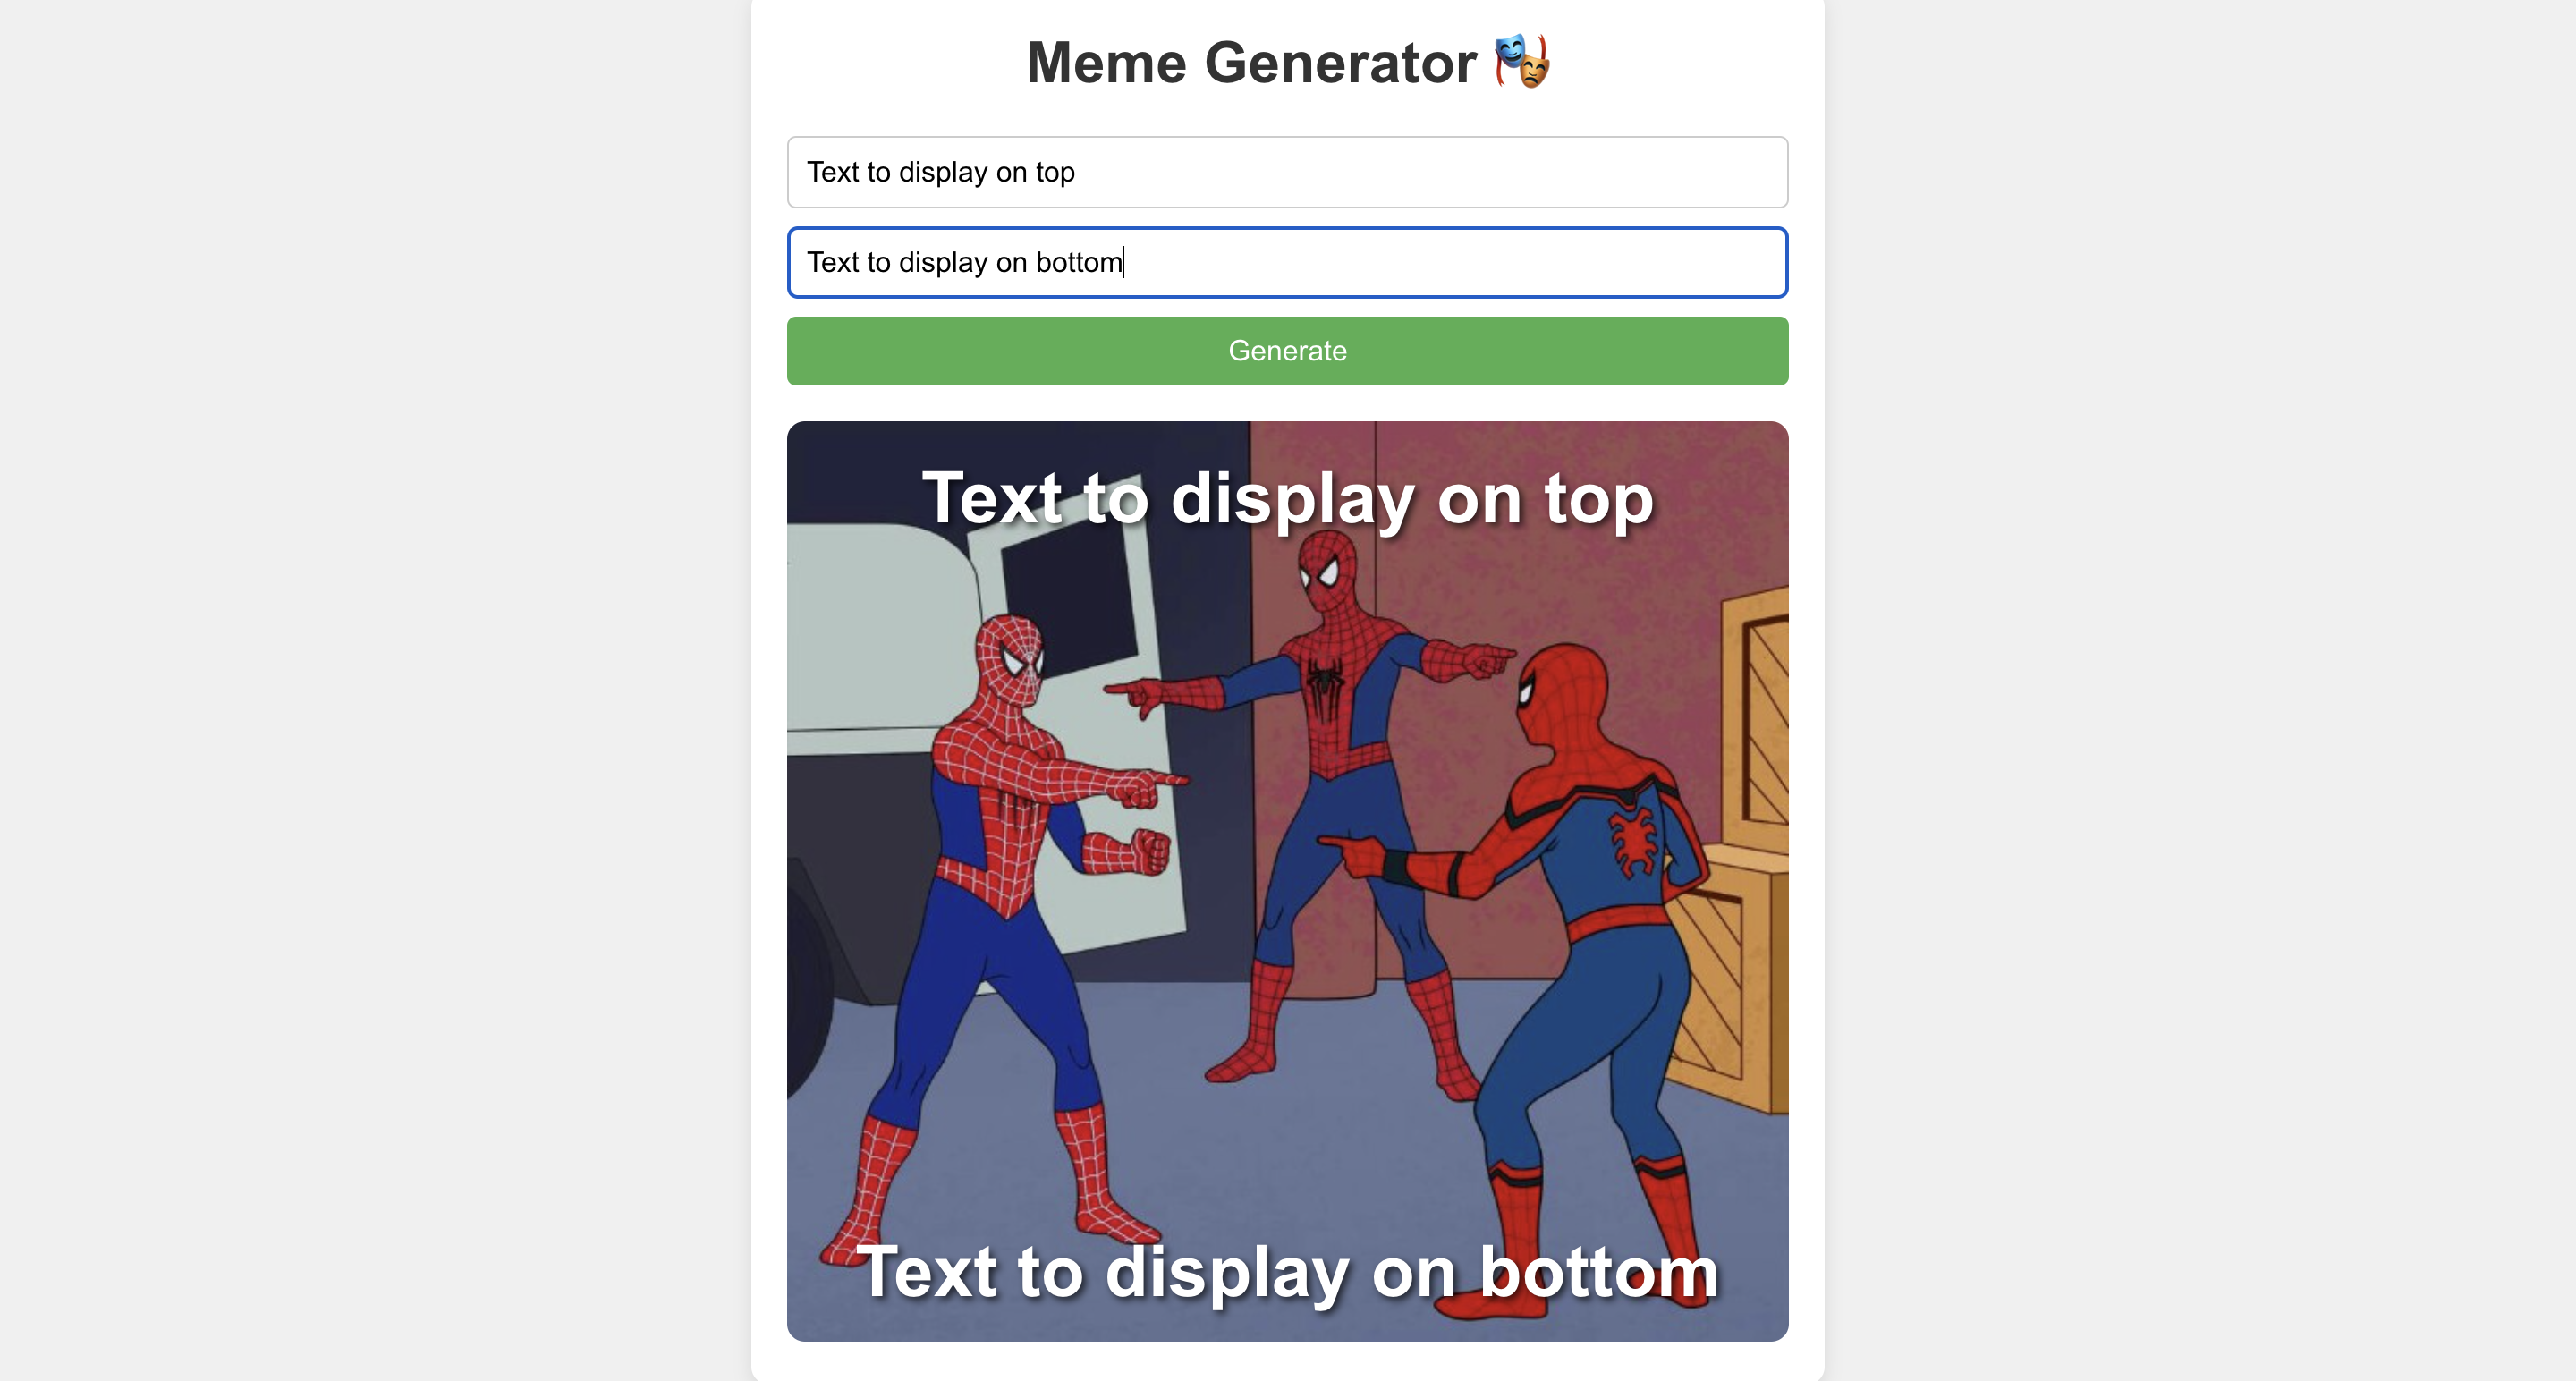 Meme Generator 🎭
Text to display on top
Text to display on bottom
Generate
Text to display on top
Text to display on bottom